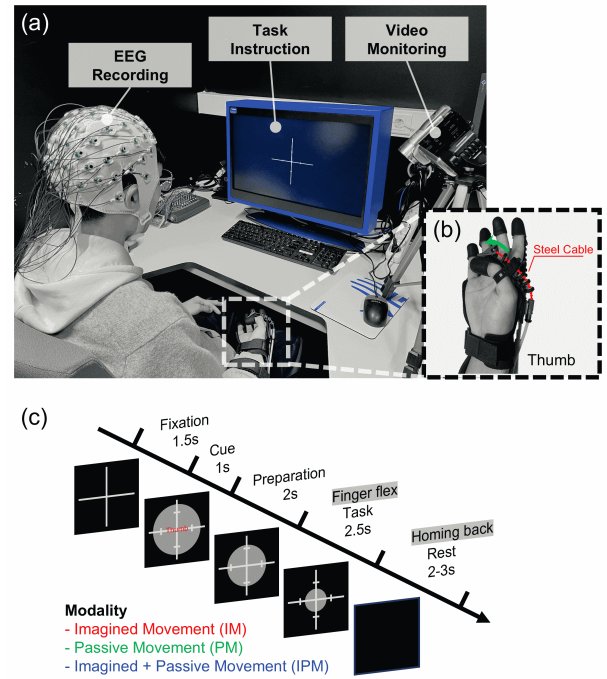 (a)
EEG
Recording
Task
Instruction
Video
Monitoring
(b)
Steel Cable
Thumb
(c)
Fixation
1.5s
Cue
1s
Preparation
2s
Finger flex
Task
2.5s
Homing back
Rest
2-3s
Thumb
Modality
- Imagined Movement (IM)
- Passive Movement (PM)
- Imagined + Passive Movement (IPM)